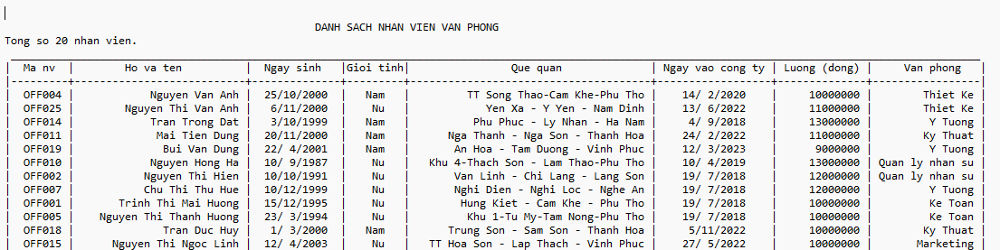 DANH SACH NHAN VIEN VAN PHONG
Tong so 20 nhan vien.
| Ma nv | Ho va ten | Ngay sinh |Gioi tinh| Que quan | Ngay vao cong ty | Luong (dong) | Van phong |
| OFF004 | Nguyen Van Anh | 25/10/2000 | Nam | TT Song Thao-Cam Khe-Phu Tho | 14/ 2/2020 | 10000000 | Thiet Ke |
| OFF025 | Nguyen Thi Van Anh | 6/11/2000 | Nu | Yen Xa - Y Yen - Nam Dinh | 13/ 6/2022 | 11000000 | Thiet Ke |
| OFF014 | Tran Trong Dat | 3/10/1999 | Nam | Phu Phuc - Ly Nhan - Ha Nam | 4/ 9/2018 | 13000000 | Y Tuong |
| OFF011 | Mai Tien Dung | 20/11/2000 | Nam | Nga Thanh - Nga Son - Thanh Hoa | 24/ 2/2022 | 11000000 | Ky Thuat |
| OFF019 | Bui Van Dung | 22/ 4/2001 | Nam | An Hoa - Tam Duong - Vinh Phuc | 12/ 3/2023 | 9000000 | Y Tuong |
| OFF010 | Nguyen Hong Ha | 10/ 9/1987 | Nu | Khu 4-Thach Son - Lam Thao-Phu Tho | 10/ 4/2019 | 13000000 | Quan ly nhan su |
| OFF002 | Nguyen Thi Hien | 10/10/1991 | Nu | Van Linh - Chi Lang - Lang Son | 19/ 7/2018 | 12000000 | Quan ly nhan su |
| OFF007 | Chu Thi Thu Hue | 10/12/1999 | Nu | Nghi Dien - Nghi Loc - Nghe An | 19/ 7/2018 | 12000000 | Y Tuong |
| OFF001 | Trinh Thi Mai Huong | 15/12/1995 | Nu | Hung Kiet - Cam Khe - Phu Tho | 19/ 7/2018 | 10000000 | Ke Toan |
| OFF005 | Nguyen Thi Thanh Huong | 23/ 3/1994 | Nu | Khu 1-Tu My-Tam Nong-Phu Tho | 19/ 7/2018 | 10000000 | Ke Toan |
| OFF018 | Tran Duc Huy | 1/ 3/2000 | Nam | Trung Son - Sam Son - Thanh Hoa | 5/11/2022 | 10000000 | Ky Thuat |
| OFF015 | Nguyen Thi Ngoc Linh | 12/ 4/2003 | Nu | TT Hoa Son - Lap Thach - Vinh Phuc | 27/ 5/2022 | 10000000 | Marketing |